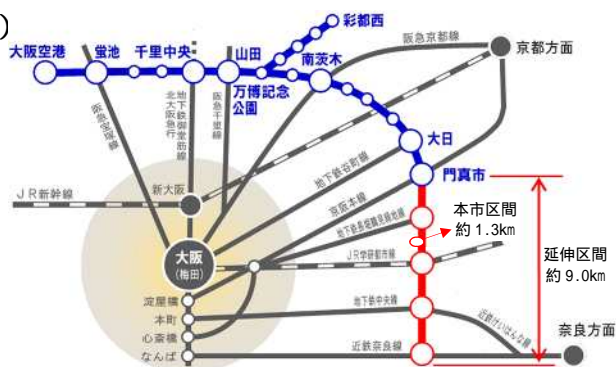 )
彩都西
大阪空港
蛍池
千里中央
山田
南茨木
阪急京都線
京都方面
万博記念
公園
阪急宝塚線
地下鉄御堂筋線
北大阪急行
阪急千里線
大日
地下鉄谷町線
門真市
JR新幹線
新大阪
京阪本線
地下鉄長堀鶴見緑地線
本市区間
約 1.3km
延伸区間
約 9.0km
大阪
(梅田)
JR学研都市線
淀屋橋
本町
心斎橋
なんば
地下鉄中央線
近鉄けいはんな線
近鉄奈良線
奈良方面